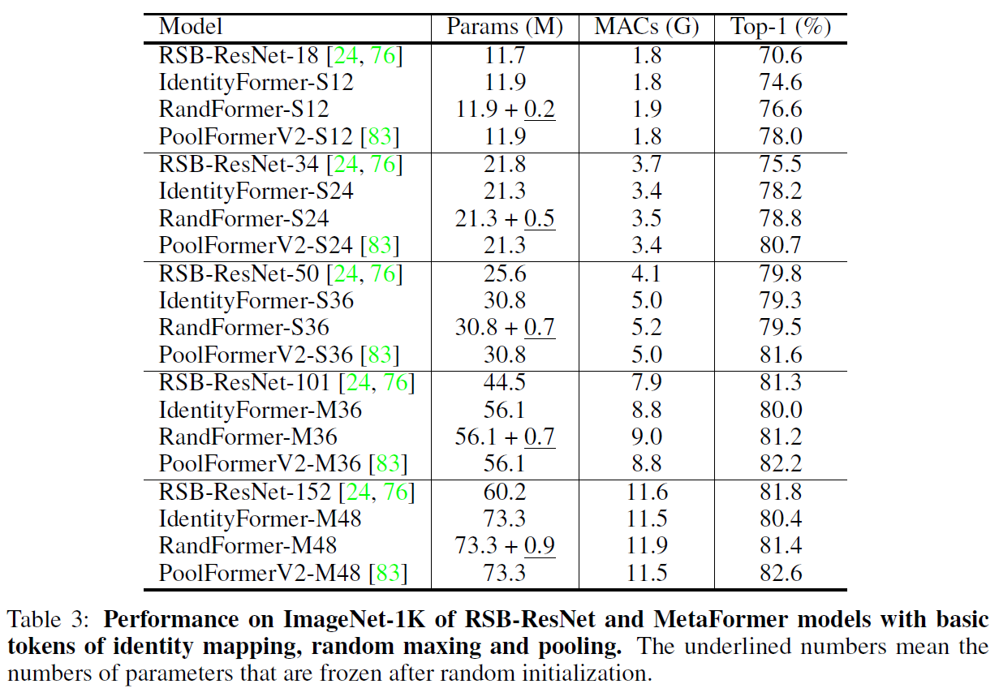 Model Params (M) MACs (G) Top-1 (%)
RSB-ResNet-18 [24, 76] 11.7 1.8 70.6
IdentityFormer-S12 11.9 1.8 74.6
RandFormer-S12 11.9 + 0.2 1.9 76.6
PoolFormerV2-S12 [83] 11.9 1.8 78.0
RSB-ResNet-34 [24, 76] 21.8 3.7 75.5
IdentityFormer-S24 21.3 3.4 78.2
RandFormer-S24 21.3 + 0.5 3.5 78.8
PoolFormerV2-S24 [83] 21.3 3.4 80.7
RSB-ResNet-50 [24, 76] 25.6 4.1 79.8
IdentityFormer-S36 30.8 5.0 79.3
RandFormer-S36 30.8 + 0.7 5.2 79.5
PoolFormerV2-S36 [83] 30.8 5.0 81.6
RSB-ResNet-101 [24, 76] 44.5 7.9 81.3
IdentityFormer-M36 56.1 8.8 80.0
RandFormer-M36 56.1 + 0.7 9.0 81.2
PoolFormerV2-M36 [83] 56.1 8.8 82.2
RSB-ResNet-152 [24, 76] 60.2 11.6 81.8
IdentityFormer-M48 73.3 11.5 80.4
RandFormer-M48 73.3 + 0.9 11.9 81.4
PoolFormerV2-M48 [83] 73.3 11.5 82.6
Table 3: Performance on ImageNet-1K of RSB-ResNet and MetaFormer models with basic
tokens of identity mapping, random maxing and pooling. The underlined numbers mean the
numbers of parameters that are frozen after random initialization.